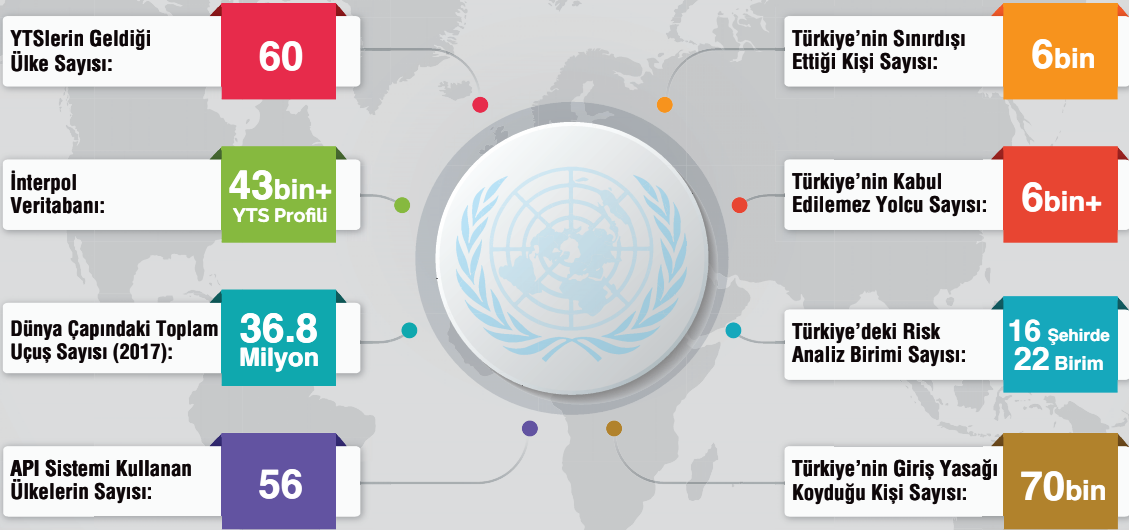 YTSlerin Geldiği
Ülke Sayısı:
60
İnterpol
Veritabanı:
43bin+
YTS Profili
Dünya Çapındaki Toplam
Uçuş Sayısı (2017):
36.8
Milyon
API Sistemi Kullanan
Ülkelerin Sayısı:
56
Türkiye’nin Sınırdışı
Ettiği Kişi Sayısı:
6bin
Türkiye’nin Kabul
Edilemez Yolcu Sayısı:
6bin+
Türkiye’deki Risk
Analiz Birimi Sayısı:
16 Şehirde
22 Birim
Türkiye’nin Giriş Yasağı
Koyduğu Kişi Sayısı:
70bin